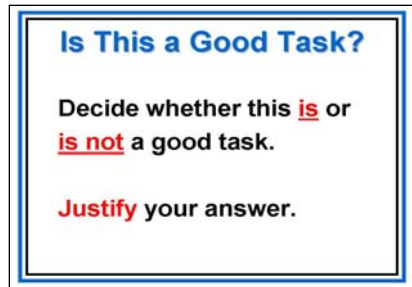 Is This a Good Task?
Decide whether this is or
is not a good task.
Justify your answer.